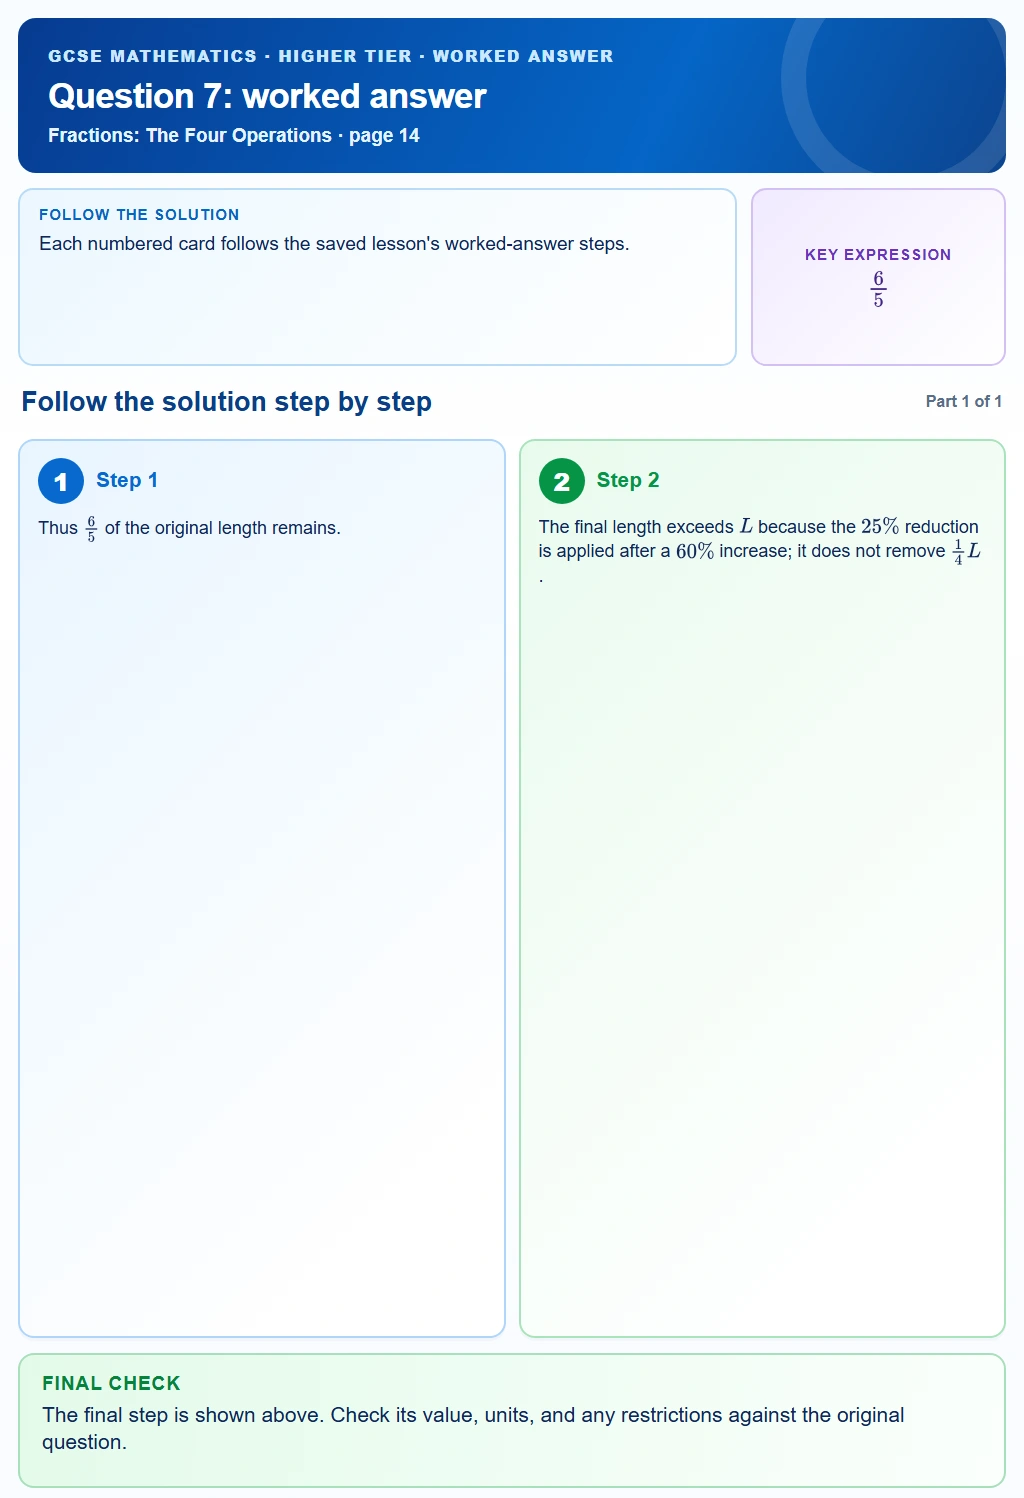 GCSE MATHEMATICS · HIGHER TIER · WORKED ANSWER
Question 7: worked answer
Fractions: The Four Operations · page 14
FOLLOW THE SOLUTION
Each numbered card follows the saved lesson's worked-answer steps.
KEY EXPRESSION
6/5
Follow the solution step by step
Part 1 of 1
1 Step 1
Thus 6/5 of the original length remains.
2 Step 2
The final length exceeds L because the 25% reduction
is applied after a 60% increase; it does not remove 1/4 L
.
FINAL CHECK
The final step is shown above. Check its value, units, and any restrictions against the original
question.